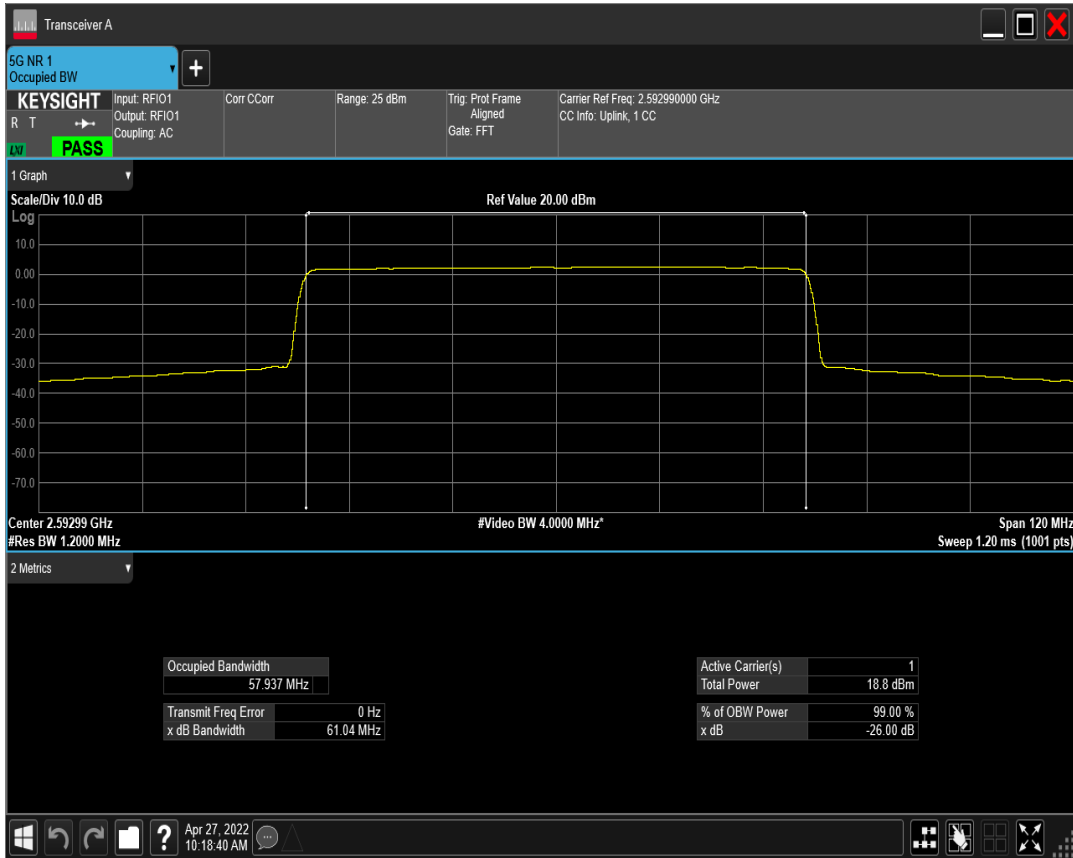 Transceiver A
5G NR 1
Occupied BW
KEYSIGHT
R T
LXI
PASS
Input: RFIO1
Output: RFIO1
Coupling: AC
Corr CCorr
Range: 25 dBm
Trig: Prot Frame
Aligned
Gate: FFT
Carrier Ref Freq: 2.592990000 GHz
CC Info: Uplink, 1 CC
1 Graph
Scale/Div 10.0 dB
Ref Value 20.00 dBm
Log
10.0
0.00
-10.0
-20.0
-30.0
-40.0
-50.0
-60.0
-70.0
Center 2.59299 GHz
#Video BW 4.0000 MHz*
Span 120 MHz
#Res BW 1.2000 MHz
Sweep 1.20 ms (1001 pts)
2 Metrics
Occupied Bandwidth
57.937 MHz
Transmit Freq Error 0 Hz
x dB Bandwidth 61.04 MHz
Active Carrier(s) 1
Total Power 18.8 dBm
% of OBW Power 99.00 %
x dB -26.00 dB
?
Apr 27, 2022
10:18:40 AM